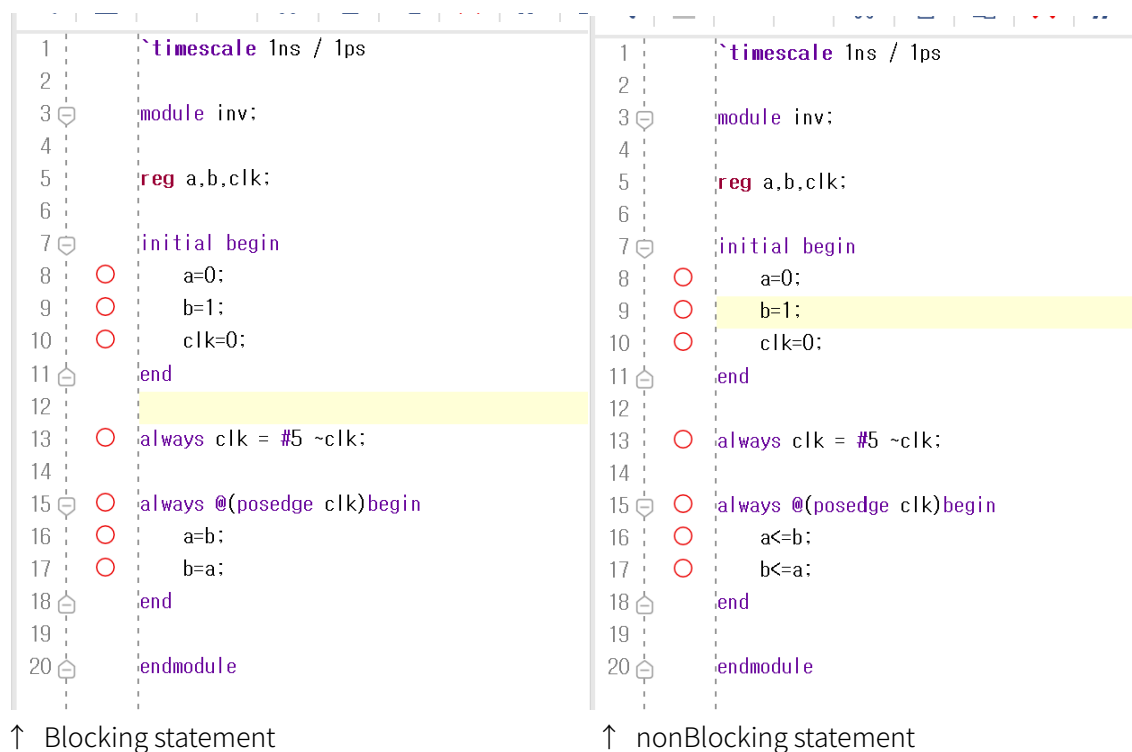 1 `timescale 1ns / 1ps
2
3 module inv;
4
5 reg a,b,clk;
6
7 initial begin
8 a=0;
9 b=1;
10 clk=0;
11 end
12
13 always clk = #5 ~clk;
14
15 always @(posedge clk)begin
16 a=b;
17 b=a;
18 end
19
20 endmodule
↑ Blocking statement
1 `timescale 1ns / 1ps
2
3 module inv;
4
5 reg a,b,clk;
6
7 initial begin
8 a=0;
9 b=1;
10 clk=0;
11 end
12
13 always clk = #5 ~clk;
14
15 always @(posedge clk)begin
16 a<=b;
17 b<=a;
18 end
19
20 endmodule
↑ nonBlocking statement